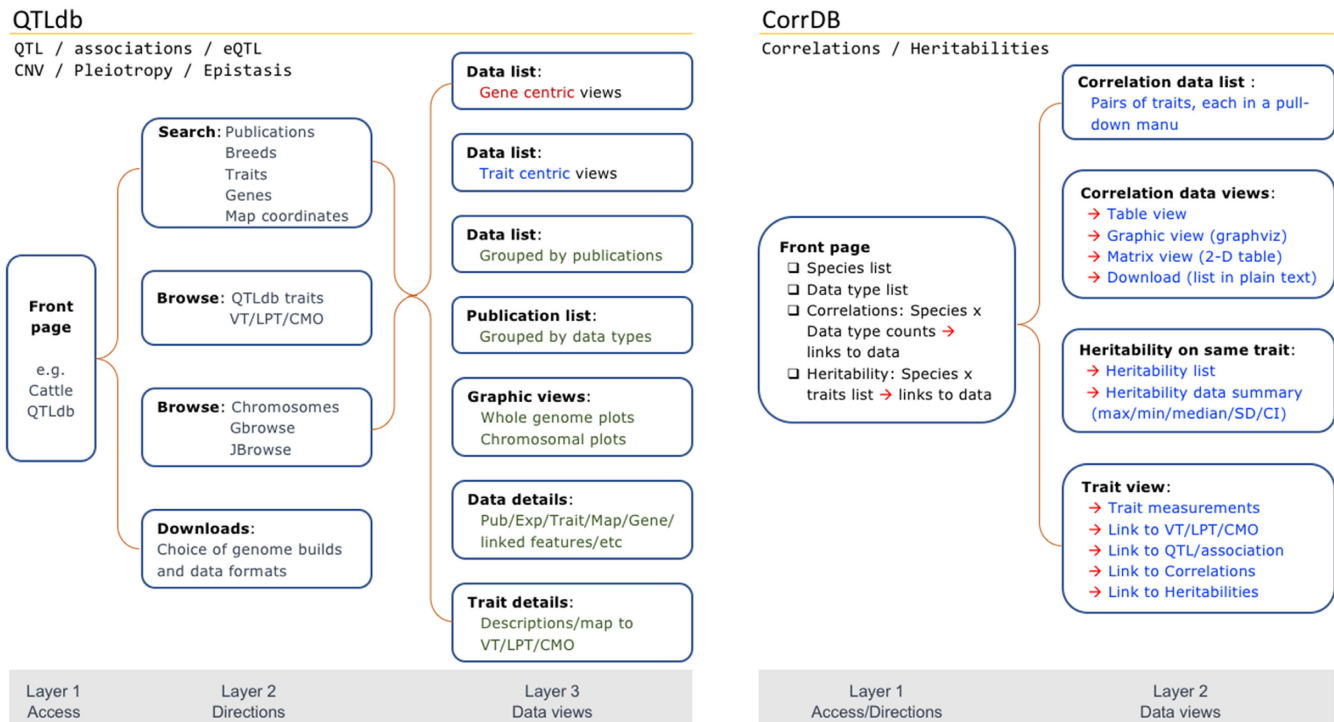 QTLdb
QTL / associations / eQTL
CNV / Pleiotropy / Epistasis
Front
page
e.g.
Cattle
QTLdb
Search: Publications
Breeds
Traits
Genes
Map coordinates
Browse: QTLdb traits
VT/LPT/CMO
Browse: Chromosomes
Gbrowse
JBrowse
Downloads:
Choice of genome builds
and data formats
Data list:
Gene centric views
Data list:
Trait centric views
Data list:
Grouped by publications
Publication list:
Grouped by data types
Graphic views:
Whole genome plots
Chromosomal plots
Data details:
Pub/Exp/Trait/Map/Gene/
linked features/etc
Trait details:
Descriptions/map to
VT/LPT/CMO
Layer 1
Access
Layer 2
Directions
Layer 3
Data views
CorrDB
Correlations / Heritabilities
Front page
❑ Species list
❑ Data type list
❑ Correlations: Species x
Data type counts →
links to data
❑ Heritability: Species x
traits list → links to data
Correlation data list :
Pairs of traits, each in a pull-
down manu
Correlation data views:
→ Table view
→ Graphic view (graphviz)
→ Matrix view (2-D table)
→ Download (list in plain text)
Heritability on same trait:
→ Heritability list
→ Heritability data summary
(max/min/median/SD/CI)
Trait view:
→ Trait measurements
→ Link to VT/LPT/CMO
→ Link to QTL/association
→ Link to Correlations
→ Link to Heritabilities
Layer 1
Access/Directions
Layer 2
Data views